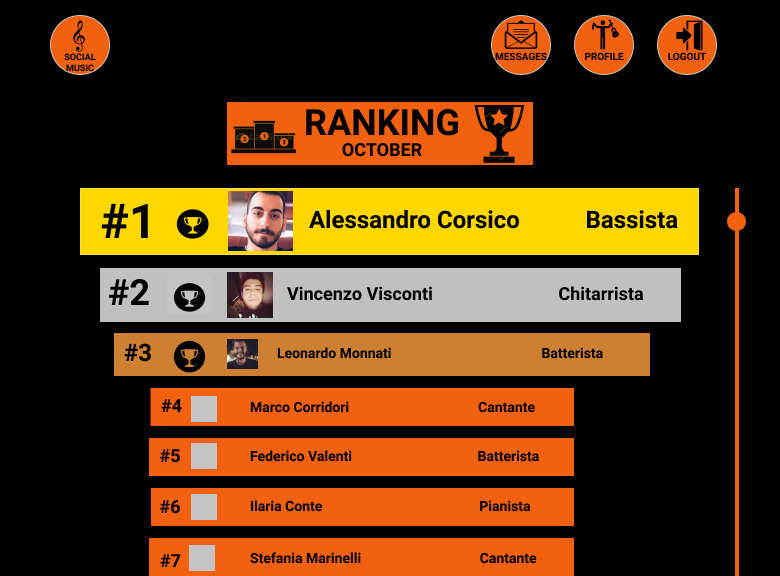 SOCIAL
MUSIC
MESSAGES
PROFILE
LOGOUT
RANKING
OCTOBER
#1 Alessandro Corsico Bassista
#2 Vincenzo Visconti Chitarrista
#3 Leonardo Monnati Batterista
#4 Marco Corridori Cantante
#5 Federico Valenti Batterista
#6 Ilaria Conte Pianista
#7 Stefania Marinelli Cantante